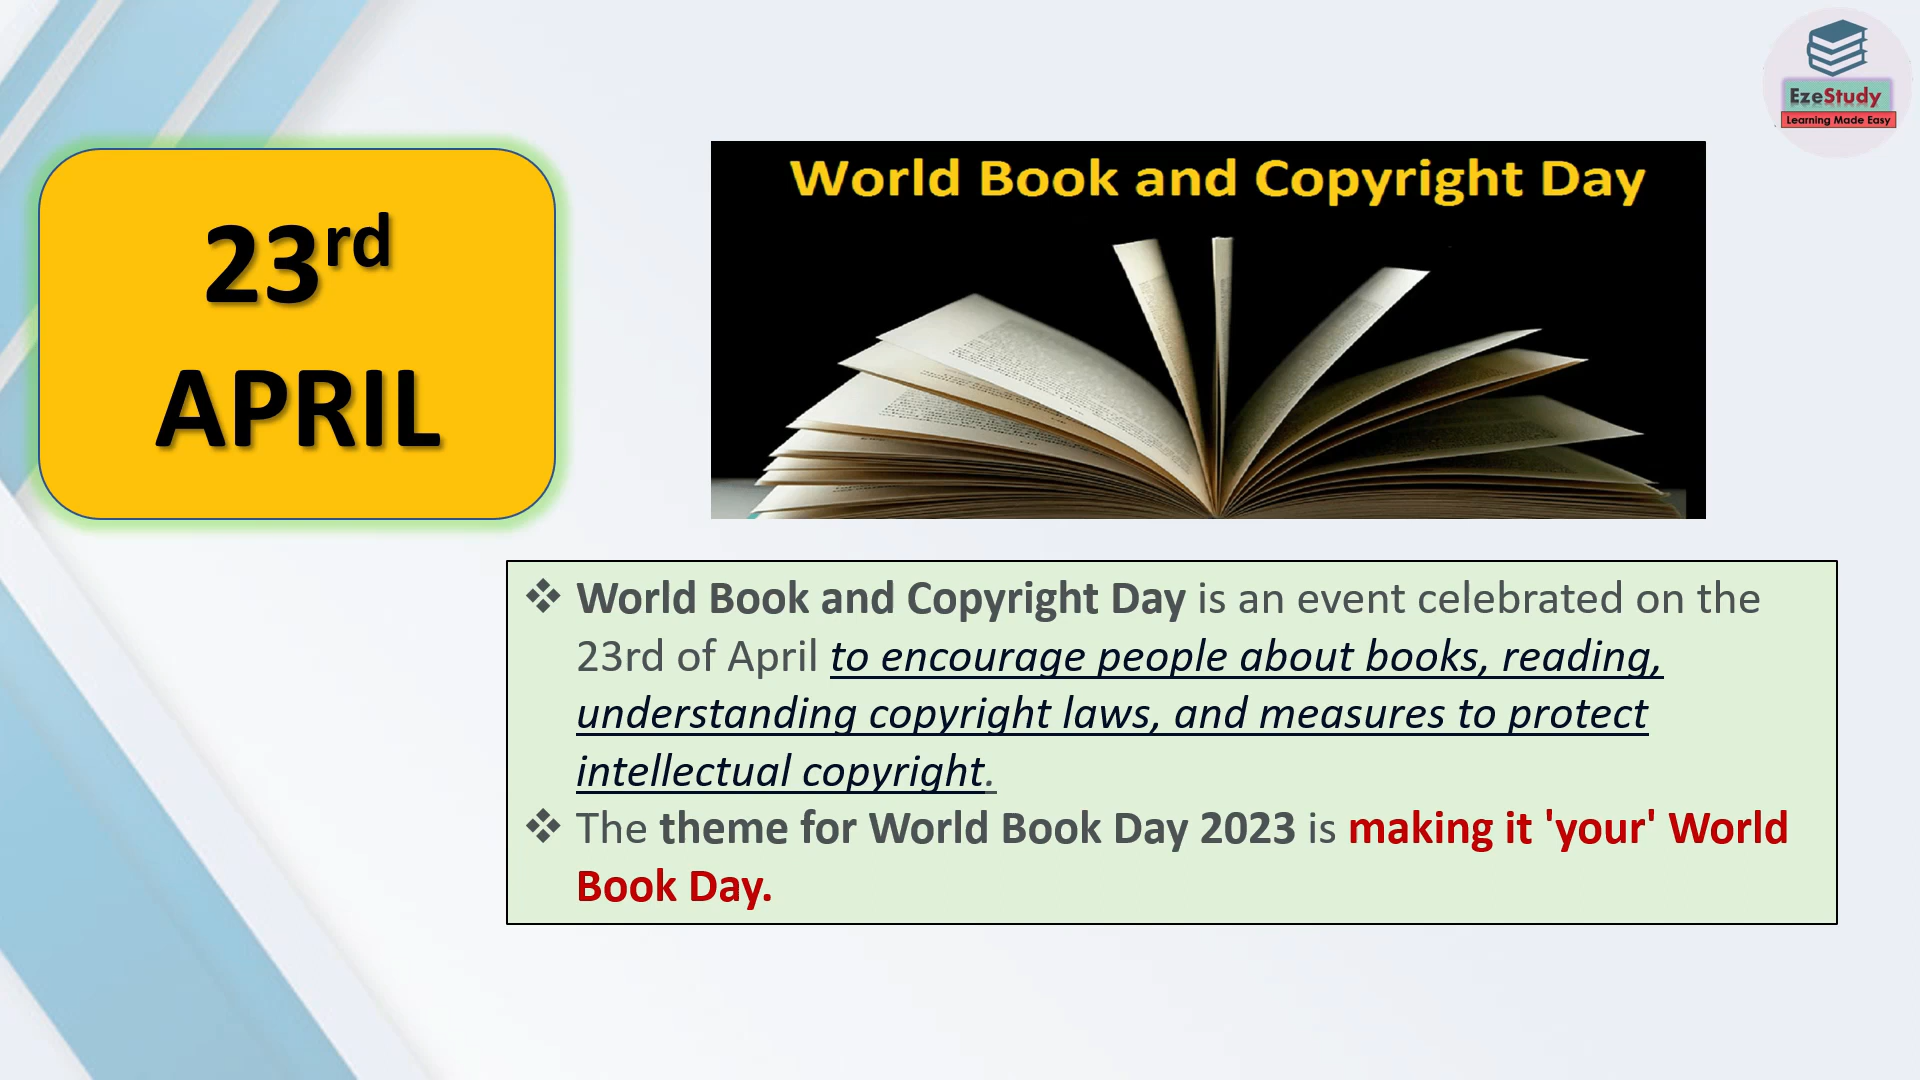 EzeStudy
Learning Made Easy
23rd
APRIL
World Book and Copyright Day
❖ World Book and Copyright Day is an event celebrated on the
23rd of April to encourage people about books, reading,
understanding copyright laws, and measures to protect
intellectual copyright.
❖ The theme for World Book Day 2023 is making it 'your' World
Book Day.